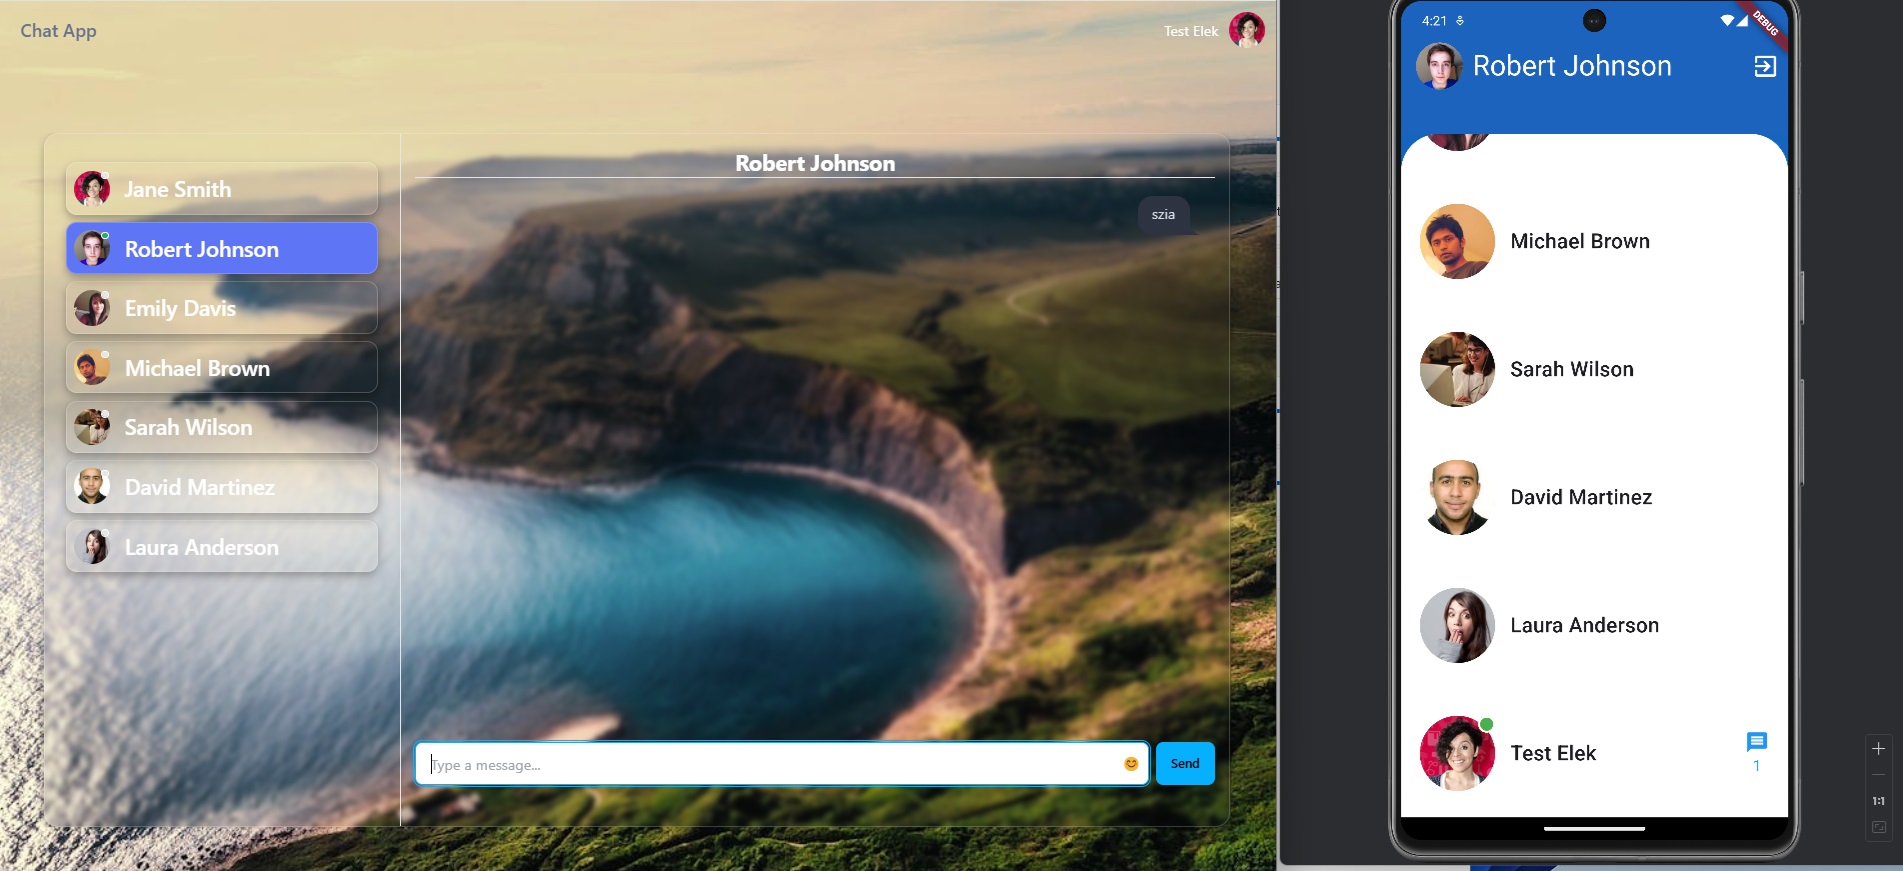 Chat App
Test Elek
Jane Smith
Robert Johnson
Emily Davis
Michael Brown
Sarah Wilson
David Martinez
Laura Anderson
Robert Johnson
szia
Type a message...
Send
4:21
DEBUG
Robert Johnson
Michael Brown
Sarah Wilson
David Martinez
Laura Anderson
Test Elek
1
1:1